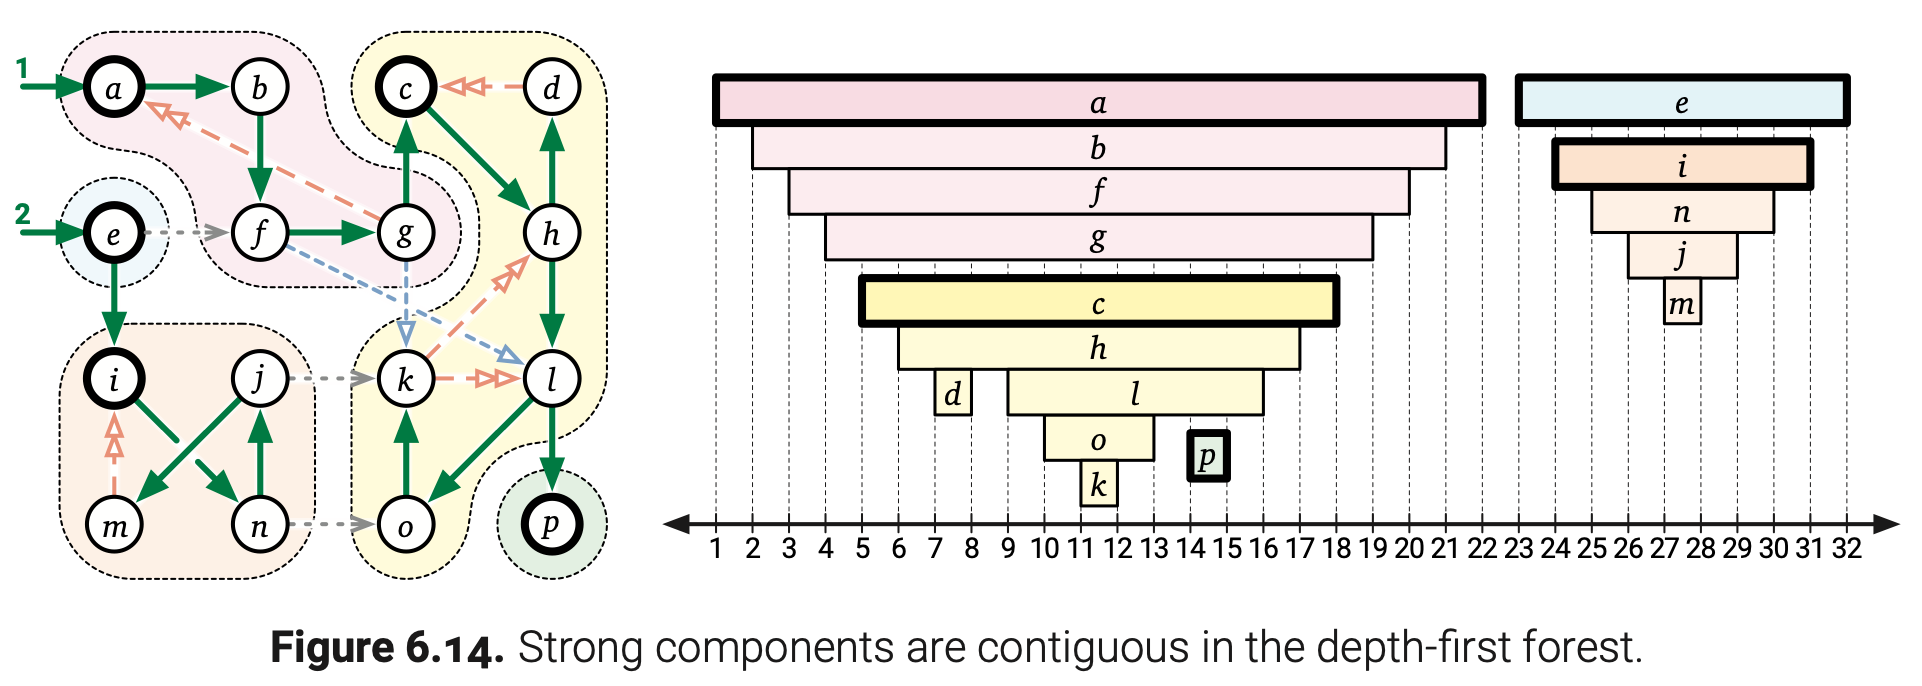 1
a
b
c
d
2
e
f
g
h
i
j
k
l
m
n
o
p
a
e
b
i
f
n
g
j
c
m
h
d
l
o
p
k
1 2 3 4 5 6 7 8 9 10 11 12 13 14 15 16 17 18 19 20 21 22 23 24 25 26 27 28 29 30 31 32
Figure 6.14. Strong components are contiguous in the depth-first forest.